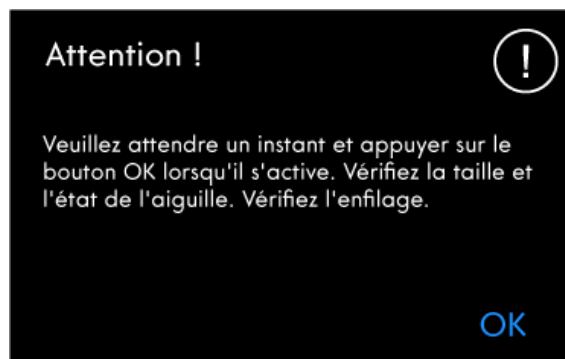 Attention !
!
Veuillez attendre un instant et appuyer sur le
bouton OK lorsqu'il s'active. Vérifiez la taille et
l'état de l'aiguille. Vérifiez l'enfilage.
OK